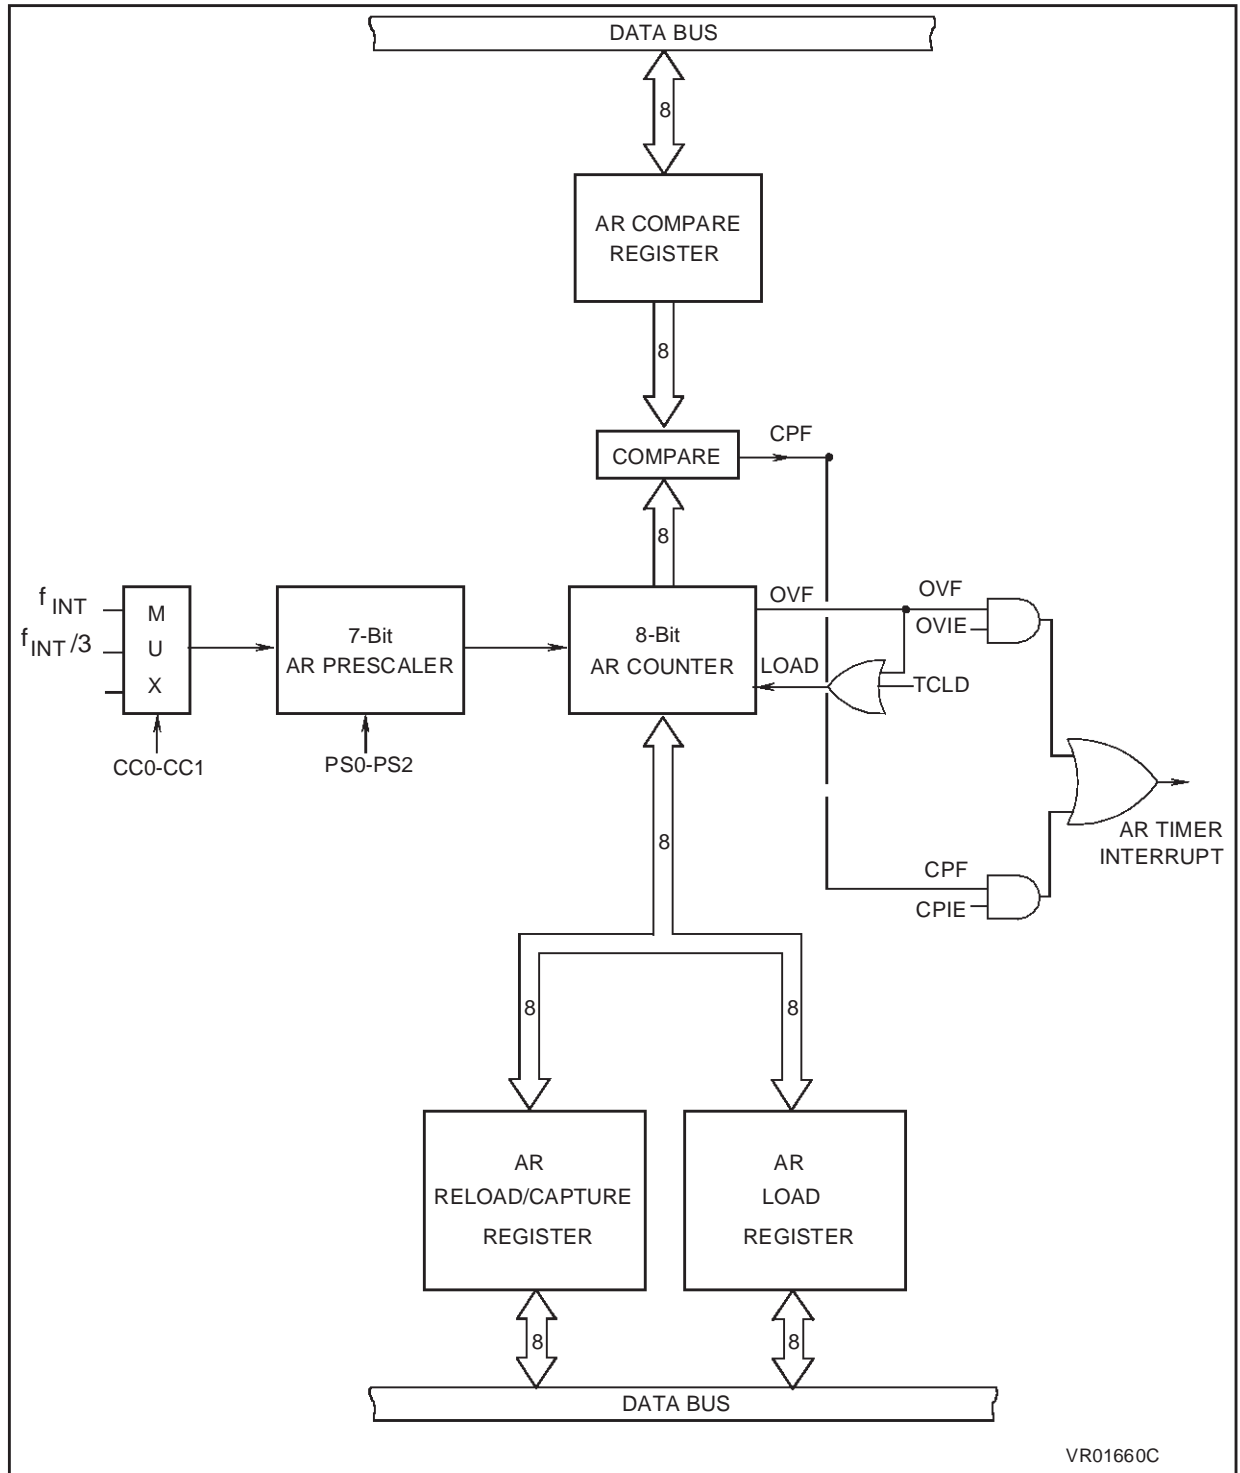 DATA BUS
8
AR COMPARE
REGISTER
8
COMPARE
CPF
8
f INT
f INT /3
M
U
X
CC0-CC1
7-Bit
AR PRESCALER
PS0-PS2
8-Bit
AR COUNTER
OVF
LOAD
TCLD
OVF
OVIE
CPF
CPIE
AR TIMER
INTERRUPT
8
8
8
AR
RELOAD/CAPTURE
REGISTER
AR
LOAD
REGISTER
8
8
DATA BUS
VR01660C